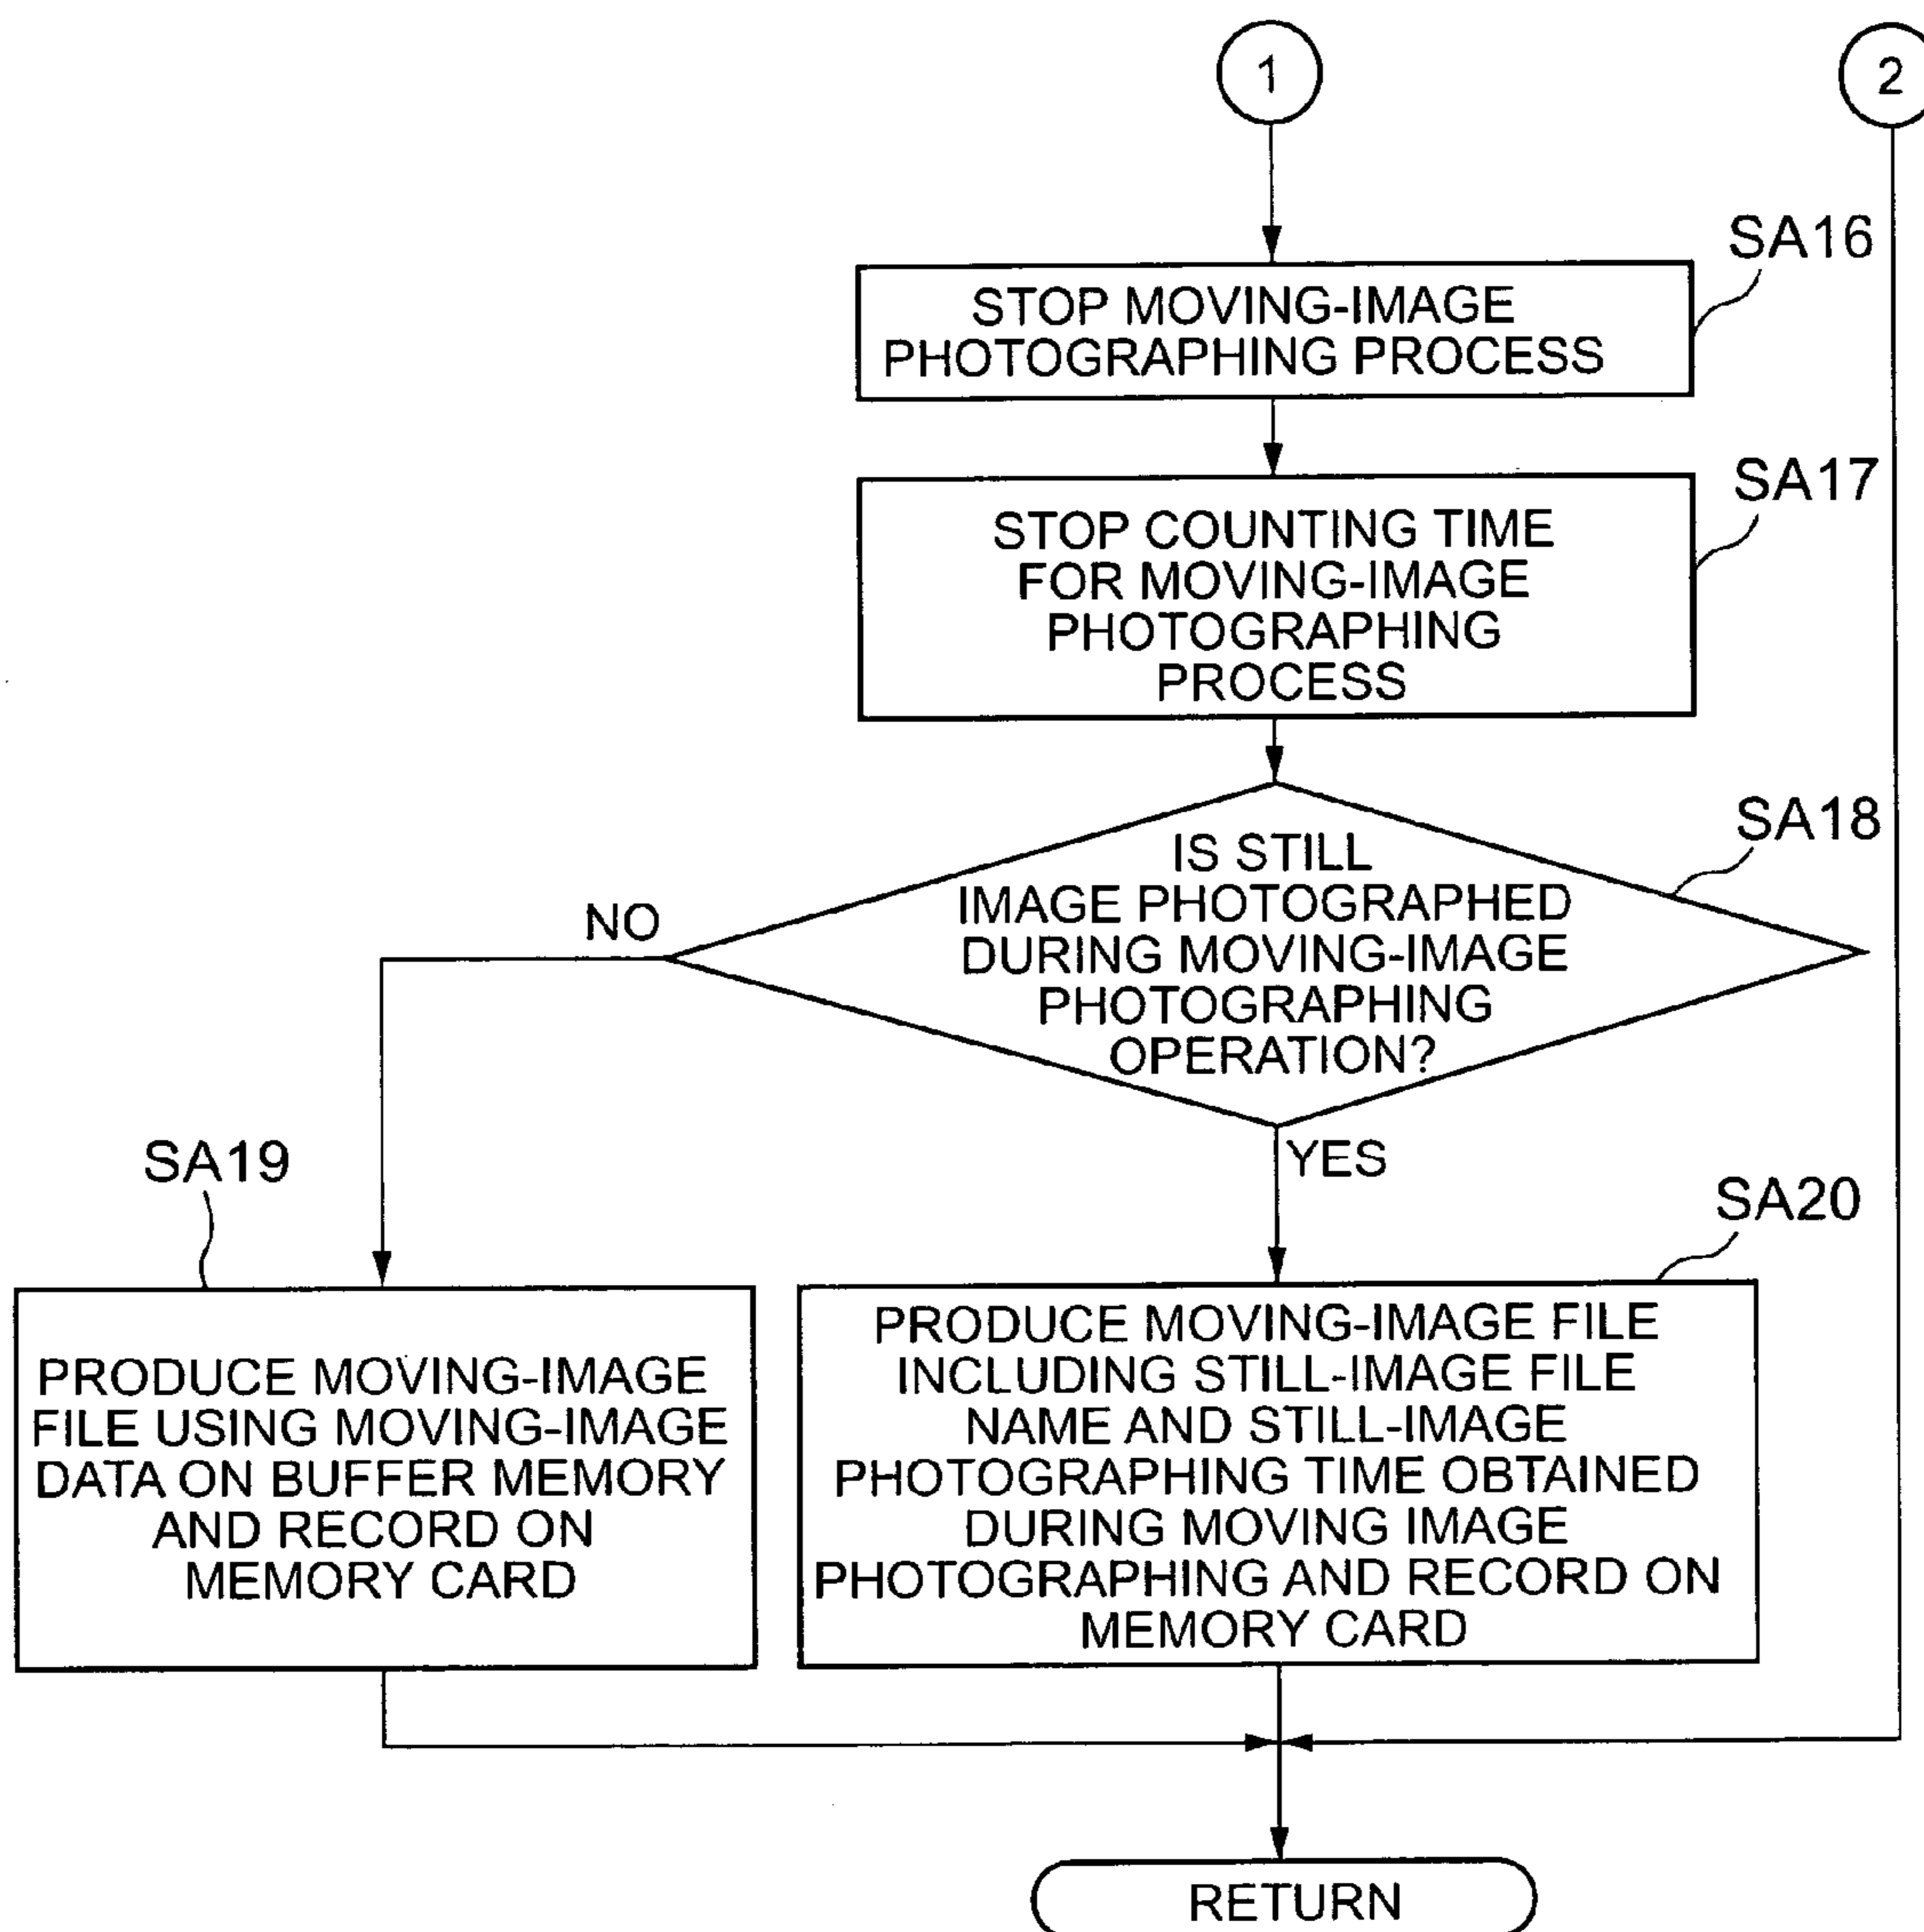 1
2
SA16
STOP MOVING-IMAGE
PHOTOGRAPHING PROCESS
SA17
STOP COUNTING TIME
FOR MOVING-IMAGE
PHOTOGRAPHING
PROCESS
SA18
IS STILL
IMAGE PHOTOGRAPHED
DURING MOVING-IMAGE
PHOTOGRAPHING
OPERATION?
NO
YES
SA19
PRODUCE MOVING-IMAGE
FILE USING MOVING-IMAGE
DATA ON BUFFER MEMORY
AND RECORD ON
MEMORY CARD
SA20
PRODUCE MOVING-IMAGE FILE
INCLUDING STILL-IMAGE FILE
NAME AND STILL-IMAGE
PHOTOGRAPHING TIME OBTAINED
DURING MOVING IMAGE
PHOTOGRAPHING AND RECORD ON
MEMORY CARD
RETURN